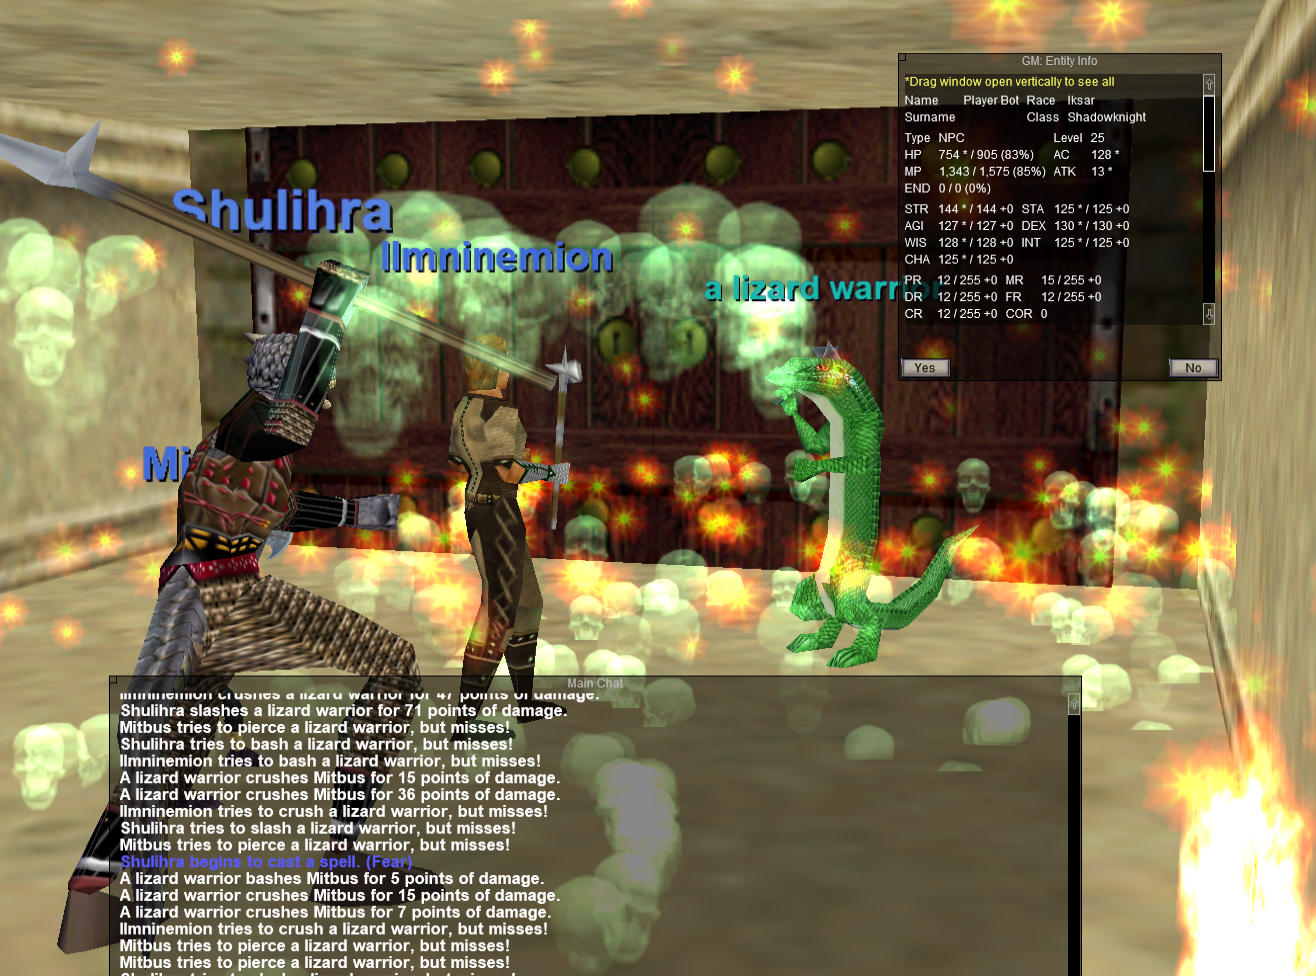 GM: Entity Info
*Drag window open vertically to see all
Name Player Bot Race Iksar
Surname Class Shadowknight
Type NPC Level 25
HP 754 * / 905 (83%) AC 128 *
MP 1,343 / 1,575 (85%) ATK 13 *
END 0 / 0 (0%)
STR 144 * / 144 +0 STA 125 * / 125 +0
AGI 127 * / 127 +0 DEX 130 * / 130 +0
WIS 128 * / 128 +0 INT 125 * / 125 +0
CHA 125 * / 125 +0
PR 12 / 255 +0 MR 15 / 255 +0
DR 12 / 255 +0 FR 12 / 255 +0
CR 12 / 255 +0 COR 0
Yes No
Shulihra
Ilmninemion
a lizard warrior
Mi
Main Chat
Ilmninemion crushes a lizard warrior for 47 points of damage.
Shulihra slashes a lizard warrior for 71 points of damage.
Mitbus tries to pierce a lizard warrior, but misses!
Shulihra tries to bash a lizard warrior, but misses!
Ilmninemion tries to bash a lizard warrior, but misses!
A lizard warrior crushes Mitbus for 15 points of damage.
A lizard warrior crushes Mitbus for 36 points of damage.
Ilmninemion tries to crush a lizard warrior, but misses!
Shulihra tries to slash a lizard warrior, but misses!
Mitbus tries to pierce a lizard warrior, but misses!
Shulihra begins to cast a spell. (Fear)
A lizard warrior bashes Mitbus for 5 points of damage.
A lizard warrior crushes Mitbus for 15 points of damage.
A lizard warrior crushes Mitbus for 7 points of damage.
Ilmninemion tries to crush a lizard warrior, but misses!
Mitbus tries to pierce a lizard warrior, but misses!
Mitbus tries to pierce a lizard warrior, but misses!